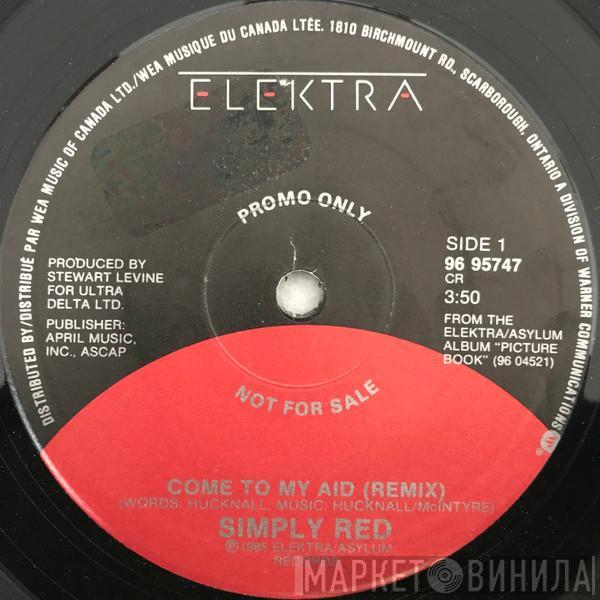 DISTRIBUTED BY/DISTRIBUÉ PAR WEA MUSIC OF CANADA LTD./WEA MUSIQUE DU CANADA LTÉE. 1810 BIRCHMOUNT RD., SCARBOROUGH, ONTARIO A DIVISION OF WARNER COMMUNICATIONS
ELEKTRA
PROMO ONLY
PRODUCED BY
STEWART LEVINE
FOR ULTRA
DELTA LTD.
PUBLISHER:
APRIL MUSIC,
INC., ASCAP
SIDE 1
96 95747
CR
3:50
FROM THE
ELEKTRA/ASYLUM
ALBUM "PICTURE
BOOK" (96 04521)
NOT FOR SALE
COME TO MY AID (REMIX)
(WORDS: HUCKNALL, MUSIC: HUCKNALL/McINTYRE)
SIMPLY RED
℗ 1985 ELEKTRA/ASYLUM
RECORDS
МАРКЕТ ВИНИЛА